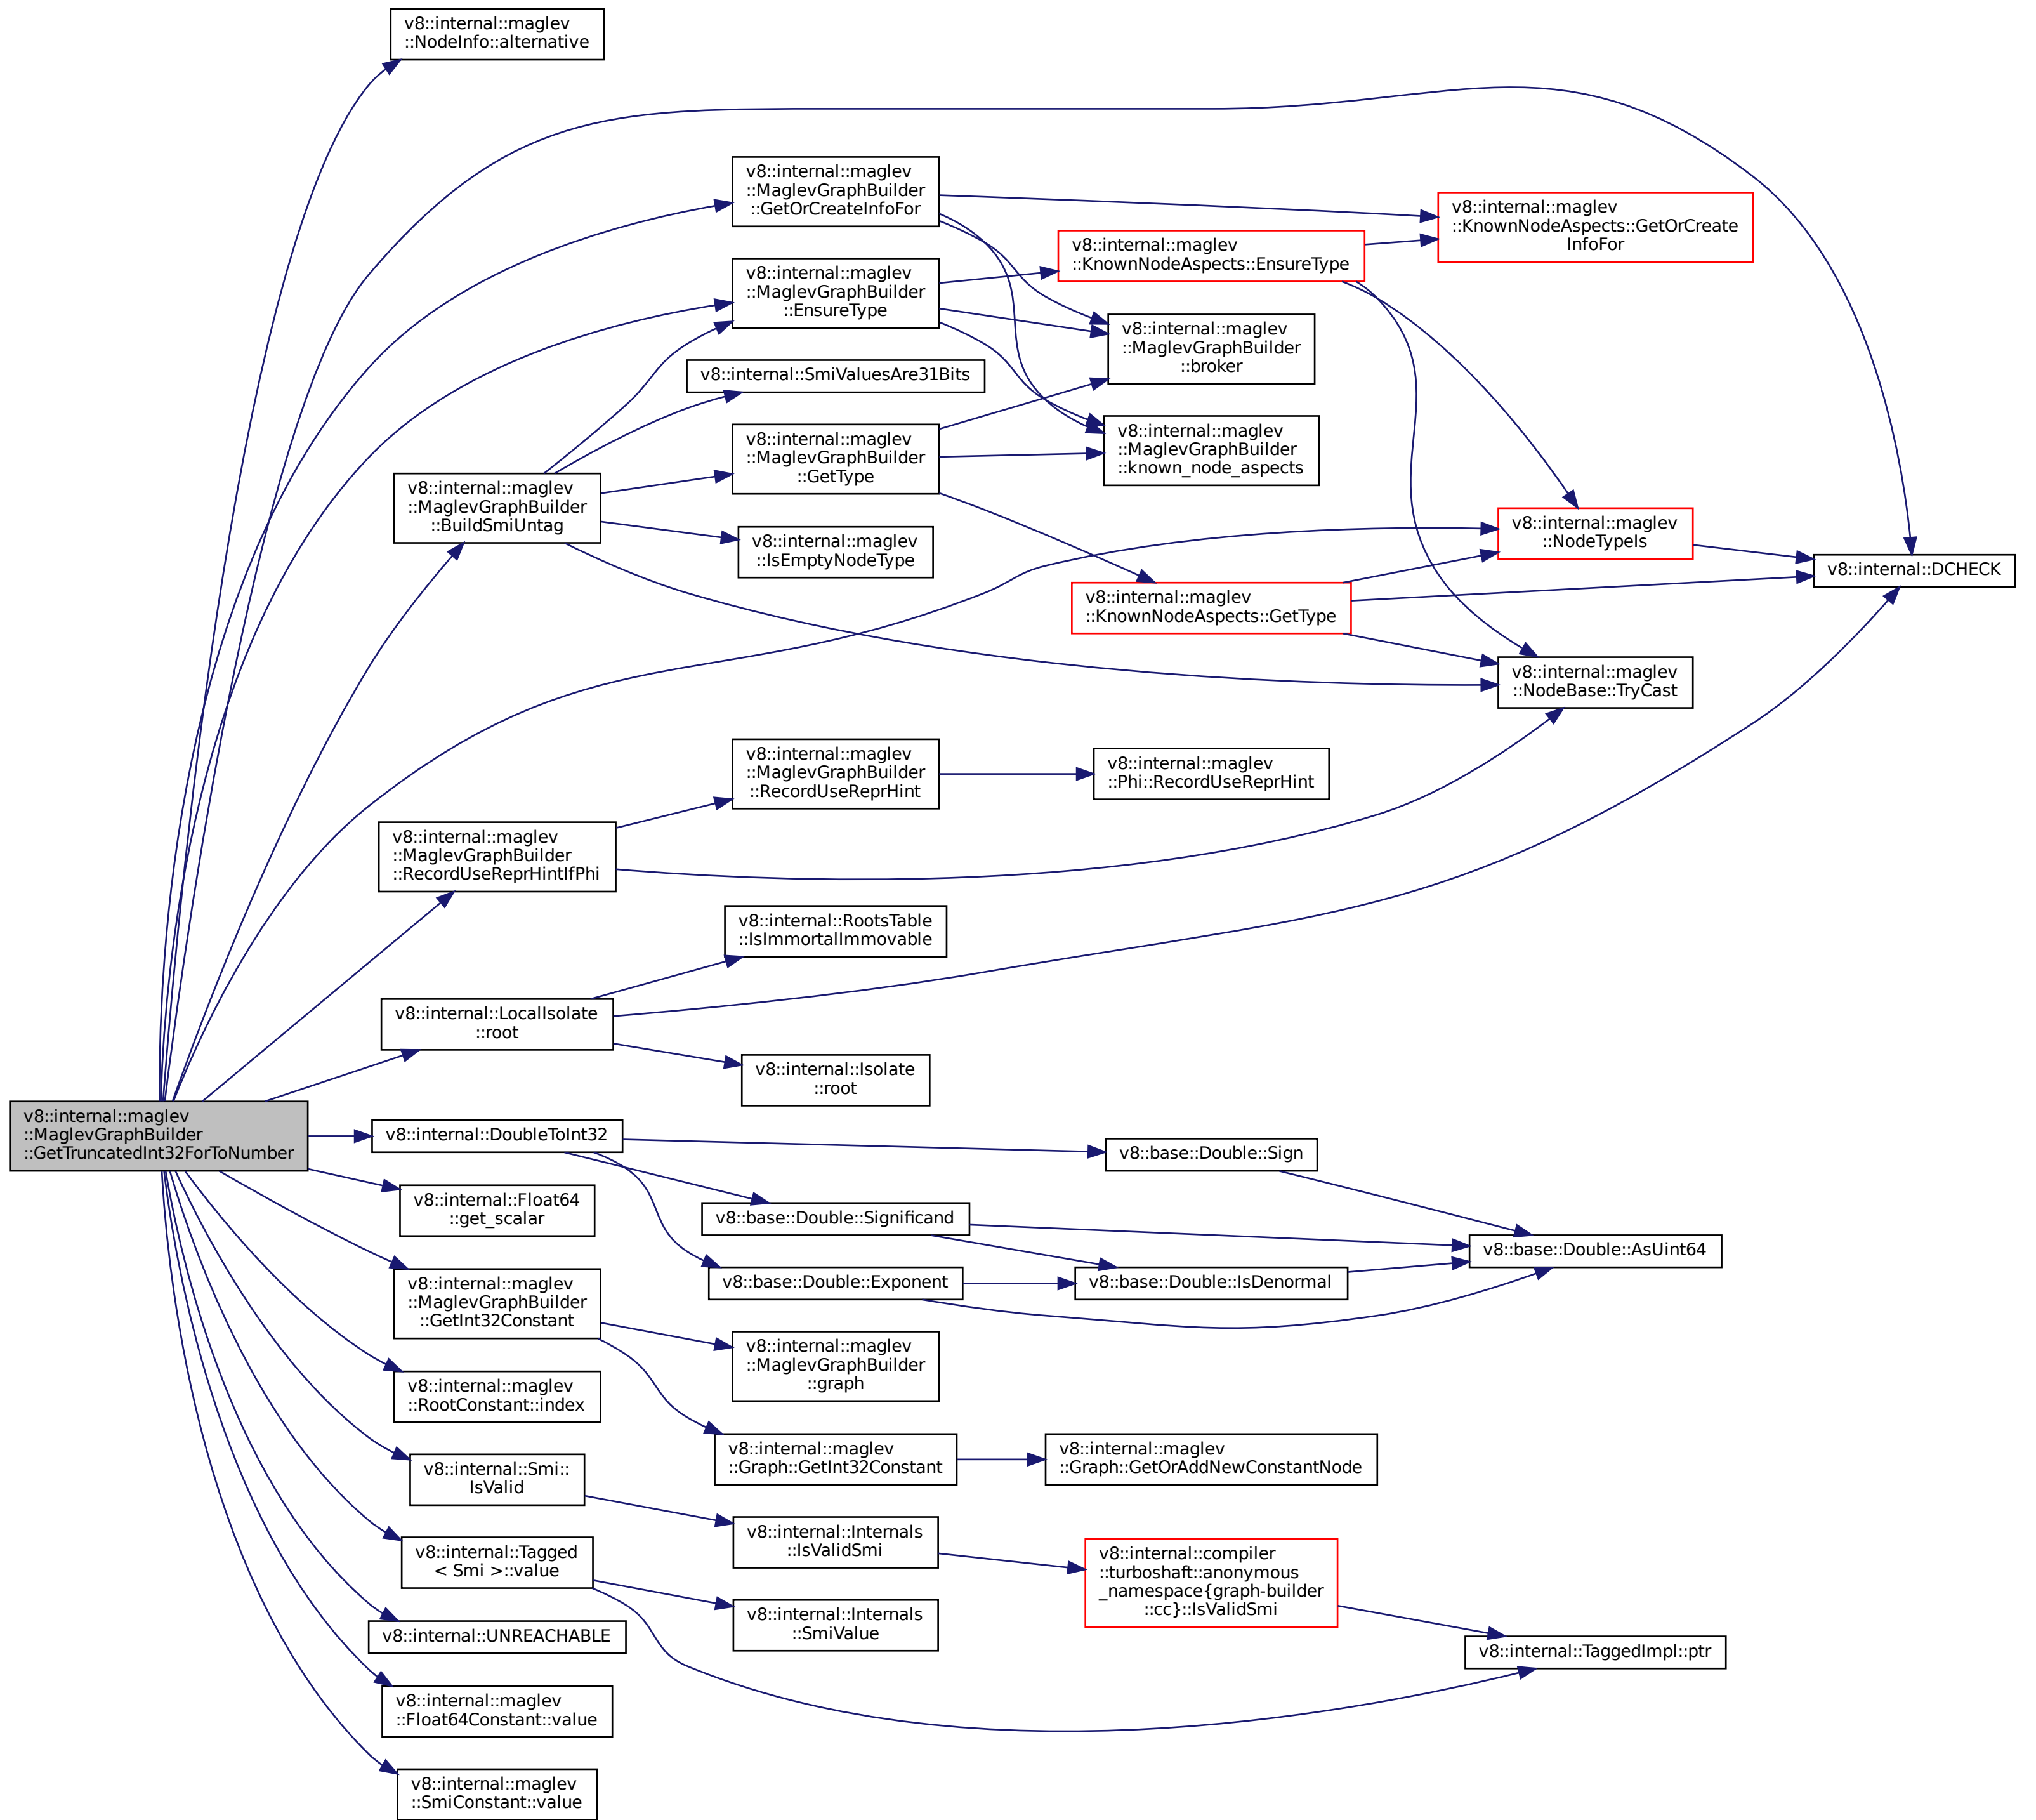 v8::internal::maglev
::NodeInfo::alternative
v8::internal::maglev
::MaglevGraphBuilder
::GetOrCreateInfoFor
v8::internal::maglev
::KnownNodeAspects::GetOrCreate
InfoFor
v8::internal::maglev
::KnownNodeAspects::EnsureType
v8::internal::maglev
::MaglevGraphBuilder
::EnsureType
v8::internal::maglev
::MaglevGraphBuilder
::broker
v8::internal::SmiValuesAre31Bits
v8::internal::maglev
::MaglevGraphBuilder
::known_node_aspects
v8::internal::maglev
::MaglevGraphBuilder
::GetType
v8::internal::maglev
::MaglevGraphBuilder
::BuildSmiUntag
v8::internal::maglev
::NodeTypeIs
v8::internal::maglev
::IsEmptyNodeType
v8::internal::DCHECK
v8::internal::maglev
::KnownNodeAspects::GetType
v8::internal::maglev
::NodeBase::TryCast
v8::internal::maglev
::MaglevGraphBuilder
::RecordUseReprHint
v8::internal::maglev
::Phi::RecordUseReprHint
v8::internal::maglev
::MaglevGraphBuilder
::RecordUseReprHintIfPhi
v8::internal::RootsTable
::IsImmortalImmovable
v8::internal::LocalIsolate
::root
v8::internal::Isolate
::root
v8::internal::maglev
::MaglevGraphBuilder
::GetTruncatedInt32ForToNumber
v8::internal::DoubleToInt32
v8::base::Double::Sign
v8::internal::Float64
::get_scalar
v8::base::Double::Significand
v8::base::Double::AsUint64
v8::internal::maglev
::MaglevGraphBuilder
::GetInt32Constant
v8::base::Double::Exponent
v8::base::Double::IsDenormal
v8::internal::maglev
::MaglevGraphBuilder
::graph
v8::internal::maglev
::RootConstant::index
v8::internal::maglev
::Graph::GetInt32Constant
v8::internal::maglev
::Graph::GetOrAddNewConstantNode
v8::internal::Smi::
IsValid
v8::internal::Internals
::IsValidSmi
v8::internal::compiler
::turboshaft::anonymous
_namespace{graph-builder
::cc}::IsValidSmi
v8::internal::Tagged
< Smi >::value
v8::internal::Internals
::SmiValue
v8::internal::UNREACHABLE
v8::internal::TaggedImpl::ptr
v8::internal::maglev
::Float64Constant::value
v8::internal::maglev
::SmiConstant::value